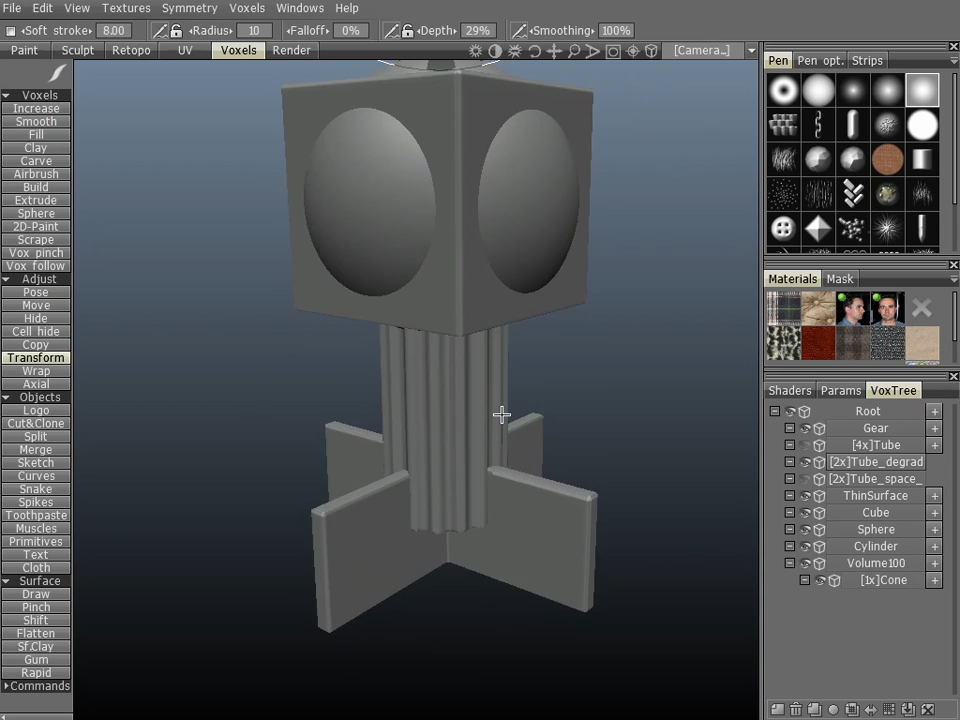 File Edit View Textures Symmetry Voxels Windows Help
Soft stroke 8.00 Radius 10 Falloff 0% Depth 29% Smoothing 100%
Paint Sculpt Retopo UV Voxels Render [Camera...]
Voxels
Increase
Smooth
Fill
Clay
Carve
Airbrush
Build
Extrude
Sphere
2D-Paint
Scrape
Vox pinch
Vox follow
Adjust
Pose
Move
Hide
Cell hide
Copy
Transform
Wrap
Axial
Objects
Logo
Cut&Clone
Split
Merge
Sketch
Curves
Snake
Spikes
Toothpaste
Muscles
Primitives
Text
Cloth
Surface
Draw
Pinch
Shift
Flatten
Sf.Clay
Gum
Rapid
Commands
Pen Pen opt. Strips
Materials Mask
Shaders Params VoxTree
Root +
Gear +
[4x]Tube +
[2x]Tube_degrad
[2x]Tube_space_
ThinSurface +
Cube +
Sphere +
Cylinder +
Volume100 +
[1x]Cone +